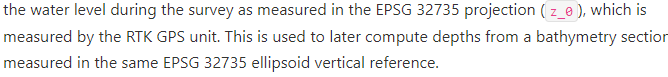 the water level during the survey as measured in the EPSG 32735 projection (z_0), which is
measured by the RTK GPS unit. This is used to later compute depths from a bathymetry section
measured in the same EPSG 32735 ellipsoid vertical reference.